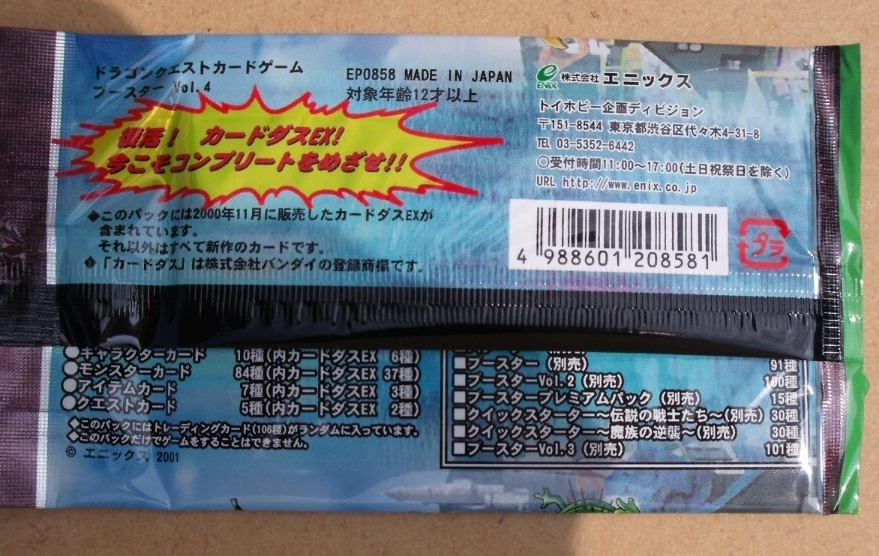 ドラゴンクエストカードゲーム
ブースター Vol.4
EP0858 MADE IN JAPAN
対象年齢12才以上
復活！ カードダスEX!
今こそコンプリートをめざせ!!
◆このパックには2000年11月に販売したカードダスEXが
含まれています。
それ以外はすべて新作のカードです。
◆「カードダス」は株式会社バンダイの登録商標です。
ENIX 株式会社 エニックス
トイホビー企画ディビジョン
〒151-8544 東京都渋谷区代々木4-31-8
TEL 03-5352-6442
○受付時間11:00〜17:00(土日祝祭日を除く)
URL http://www.enix.co.jp
4 988601 208581
プラ
●キャラクターカード 10種(内カードダスEX 6種)
●モンスターカード 84種(内カードダスEX 37種)
●アイテムカード 7種(内カードダスEX 3種)
●クエストカード 5種(内カードダスEX 2種)
◆このパックにはトレーディングカード(106種)がランダムに入っています。
◆このパックだけでゲームをすることはできません。
© エニックス 2001
■ブースター (別売) 91種
■ブースターVol.2 (別売) 100種
■ブースタープレミアムパック (別売) 15種
■クイックスターター〜伝説の戦士たち〜(別売) 30種
■クイックスターター〜魔族の逆襲〜(別売) 30種
■ブースターVol.3 (別売) 101種